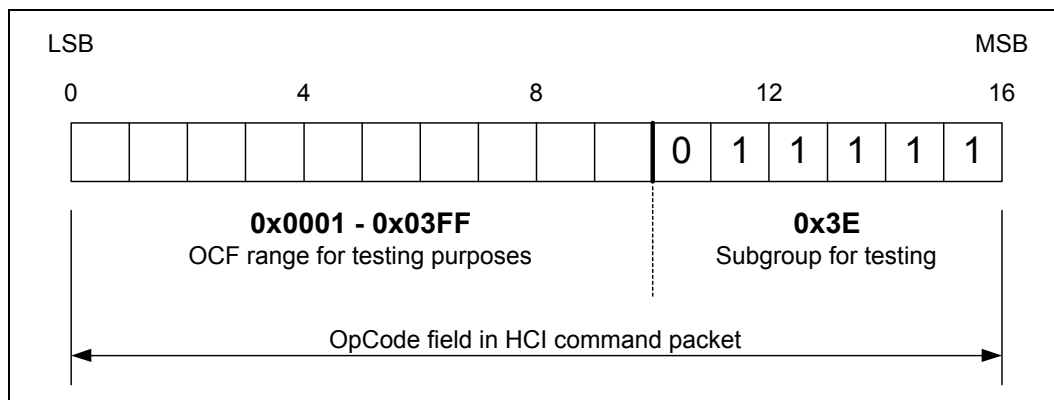 LSB MSB
0 4 8 12 16
0 1 1 1 1 1
0x0001 - 0x03FF 0x3E
OCF range for testing purposes Subgroup for testing
OpCode field in HCI command packet